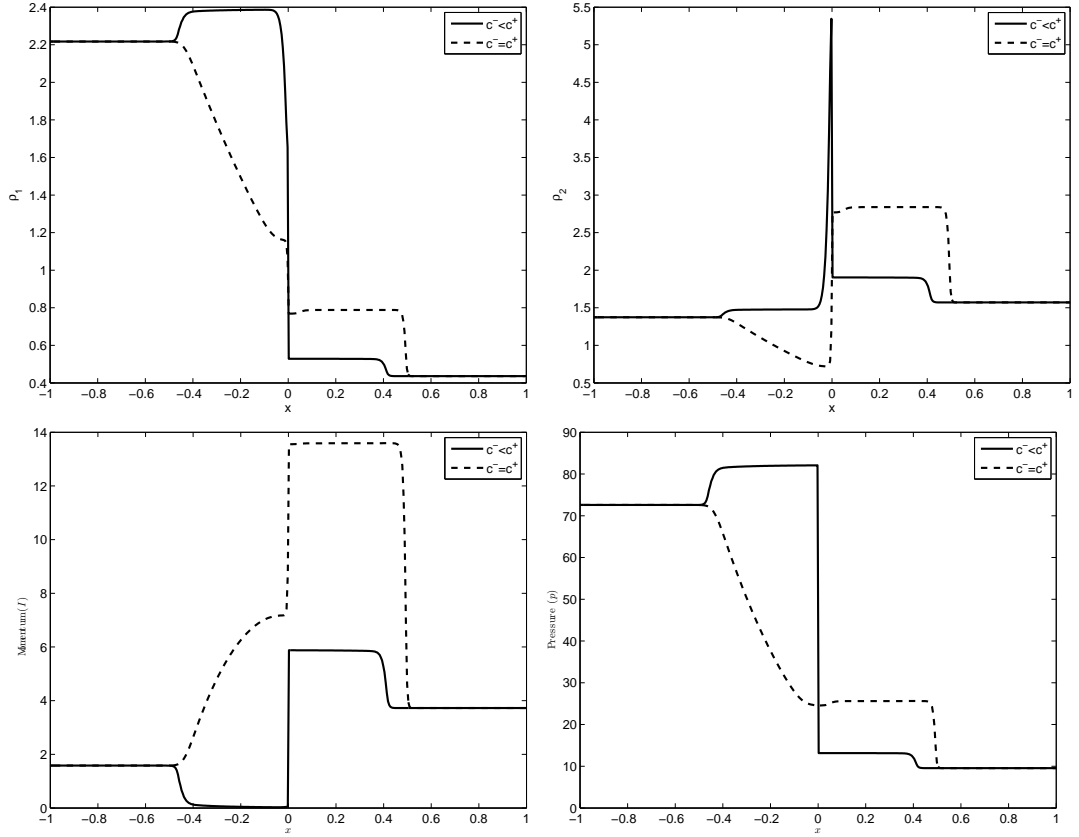 2.4
2.2
2
1.8
1.6
1.4
1.2
1
0.8
0.6
0.4
ρ1
−1 −0.8 −0.6 −0.4 −0.2 0 0.2 0.4 0.6 0.8 1
x
c⁻<c⁺
c⁻=c⁺
5.5
5
4.5
4
3.5
3
2.5
2
1.5
1
0.5
ρ2
−1 −0.8 −0.6 −0.4 −0.2 0 0.2 0.4 0.6 0.8 1
x
c⁻<c⁺
c⁻=c⁺
14
12
10
8
6
4
2
0
Momentum(I)
−1 −0.8 −0.6 −0.4 −0.2 0 0.2 0.4 0.6 0.8 1
x
c⁻<c⁺
c⁻=c⁺
90
80
70
60
50
40
30
20
10
0
Pressure (p)
−1 −0.8 −0.6 −0.4 −0.2 0 0.2 0.4 0.6 0.8 1
x
c⁻<c⁺
c⁻=c⁺